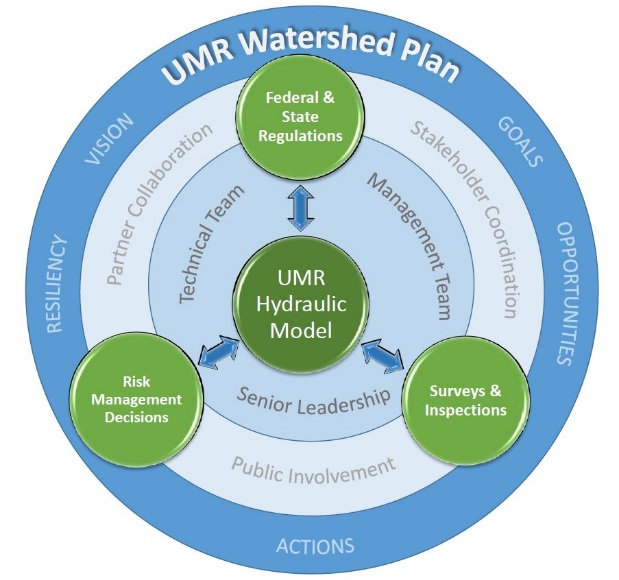 UMR Watershed Plan
VISION
GOALS
RESILIENCY
OPPORTUNITIES
ACTIONS
Partner Collaboration
Stakeholder Coordination
Public Involvement
Technical Team
Management Team
Senior Leadership
Federal &
State
Regulations
UMR
Hydraulic
Model
Risk
Management
Decisions
Surveys &
Inspections